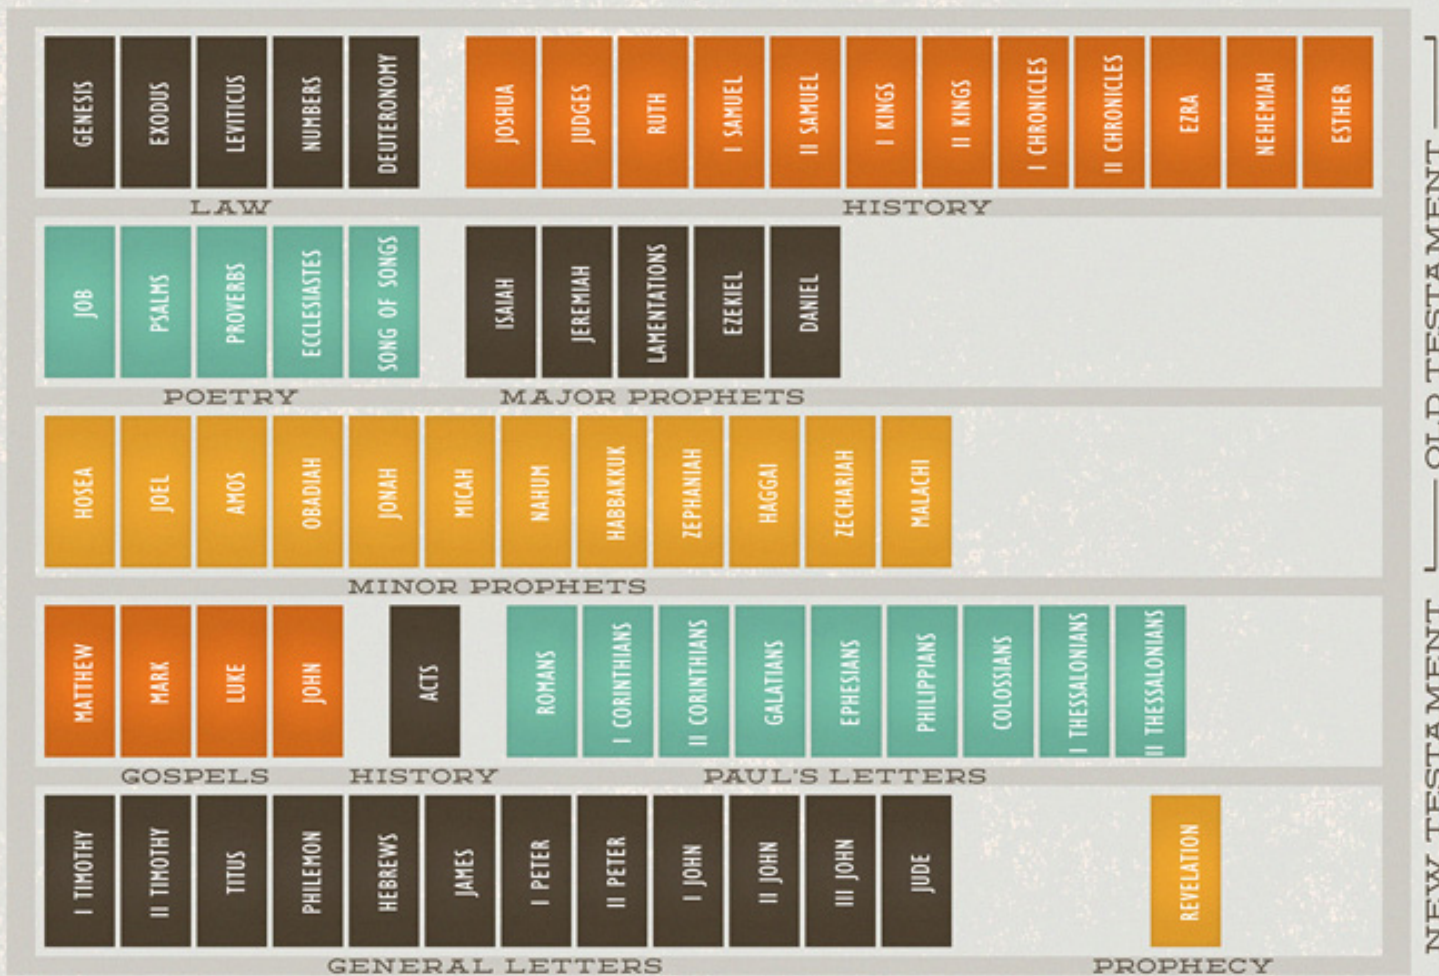 GENESIS
EXODUS
LEVITICUS
NUMBERS
DEUTERONOMY
JOSHUA
JUDGES
RUTH
I SAMUEL
II SAMUEL
I KINGS
II KINGS
I CHRONICLES
II CHRONICLES
EZRA
NEHEMIAH
ESTHER
LAW
HISTORY
JOB
PSALMS
PROVERBS
ECCLESIASTES
SONG OF SONGS
ISAIAH
JEREMIAH
LAMENTATIONS
EZEKIEL
DANIEL
POETRY
MAJOR PROPHETS
HOSEA
JOEL
AMOS
OBADIAH
JONAH
MICAH
NAHUM
HABBAKKUK
ZEPHANIAH
HAGGAI
ZECHARIAH
MALACHI
MINOR PROPHETS
OLD TESTAMENT
MATTHEW
MARK
LUKE
JOHN
ACTS
ROMANS
I CORINTHIANS
II CORINTHIANS
GALATIANS
EPHESIANS
PHILIPPIANS
COLOSSIANS
I THESSALONIANS
II THESSALONIANS
GOSPELS
HISTORY
PAUL'S LETTERS
I TIMOTHY
II TIMOTHY
TITUS
PHILEMON
HEBREWS
JAMES
I PETER
II PETER
I JOHN
II JOHN
III JOHN
JUDE
REVELATION
GENERAL LETTERS
PROPHECY
NEW TESTAMENT